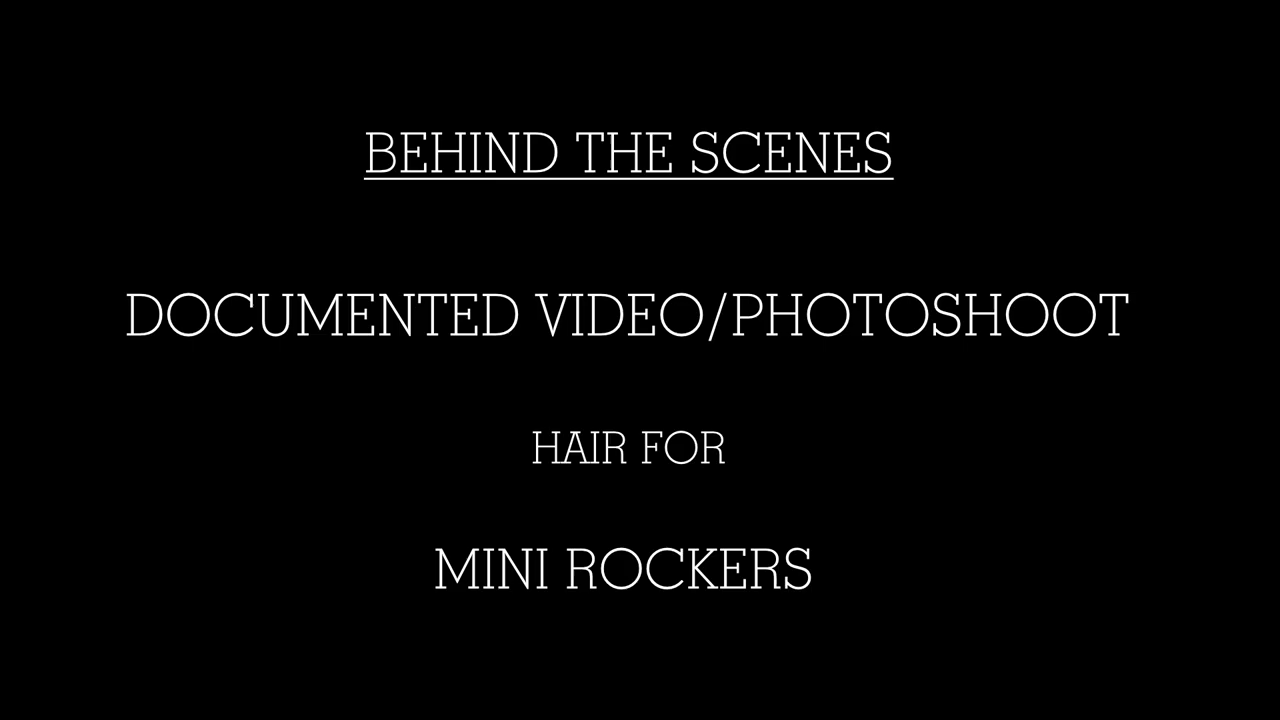 BEHIND THE SCENES
DOCUMENTED VIDEO/PHOTOSHOOT
HAIR FOR
MINI ROCKERS